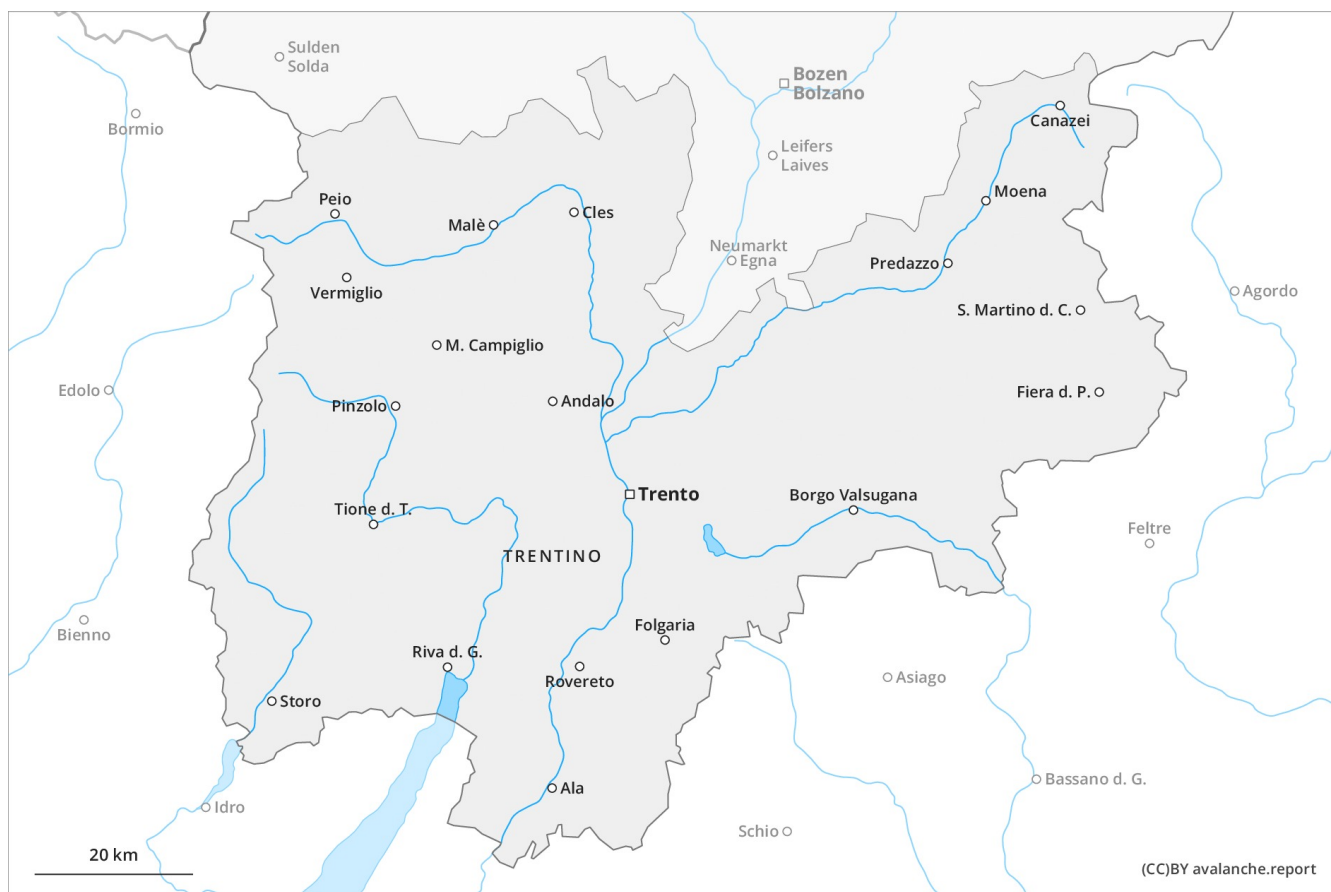 Sulden
Solda
Bozen
Bolzano
Bormio
Canazei
Leifers
Laives
Peio
Malè
Cles
Moena
Neumarkt
Egna
Predazzo
Vermiglio
Agordo
S. Martino d. C.
M. Campiglio
Edolo
Pinzolo
Andalo
Fiera d. P.
Trento
Borgo Valsugana
Tione d. T.
Feltre
TRENTINO
Bienno
Folgaria
Riva d. G.
Rovereto
Asiago
Storo
Bassano d. G.
Ala
Idro
Schio
20 km
(CC)BY avalanche.report